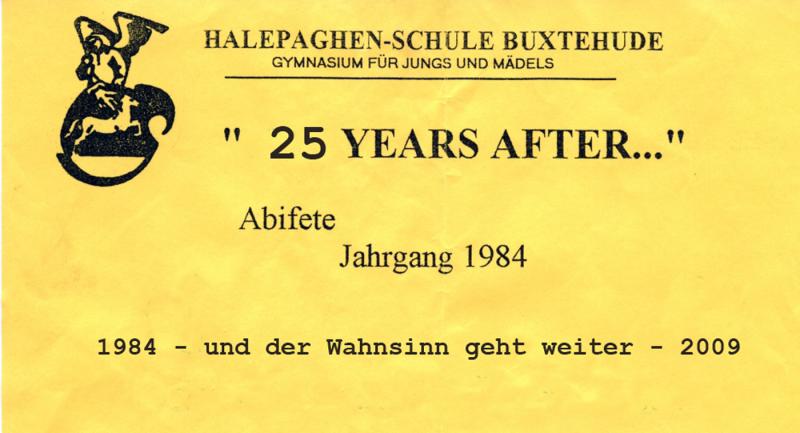 HALEPAGHEN-SCHULE BUXTEHUDE
GYMNASIUM FÜR JUNGS UND MÄDELS
" 25 YEARS AFTER..."
Abifete
Jahrgang 1984
1984 - und der Wahnsinn geht weiter - 2009